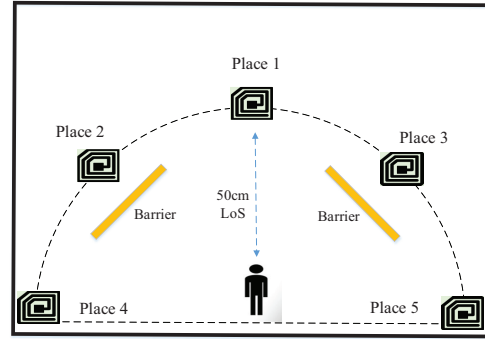 Place 1
Place 2
Place 3
50cm
LoS
Barrier
Barrier
Place 4
Place 5